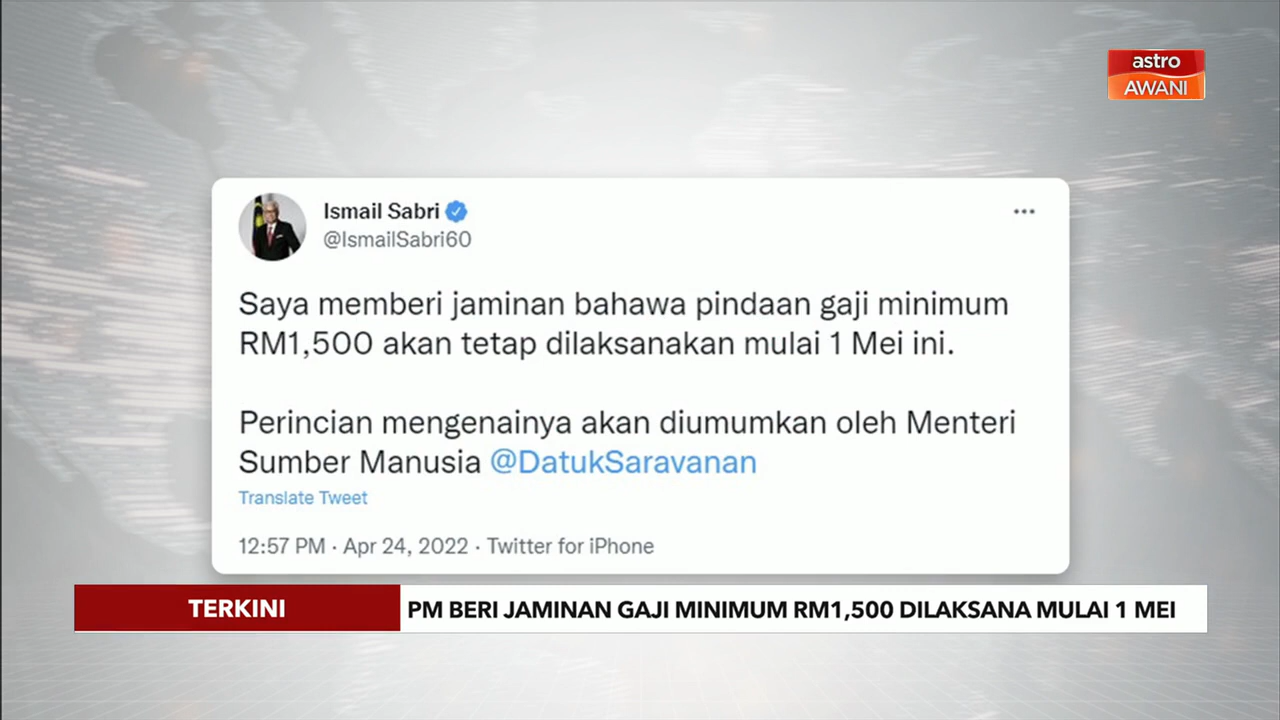 astro
AWANI
Ismail Sabri
@IsmailSabri60
Saya memberi jaminan bahawa pindaan gaji minimum
RM1,500 akan tetap dilaksanakan mulai 1 Mei ini.
Perincian mengenainya akan diumumkan oleh Menteri
Sumber Manusia @DatukSaravanan
Translate Tweet
12:57 PM · Apr 24, 2022 · Twitter for iPhone
TERKINI
PM BERI JAMINAN GAJI MINIMUM RM1,500 DILAKSANA MULAI 1 MEI